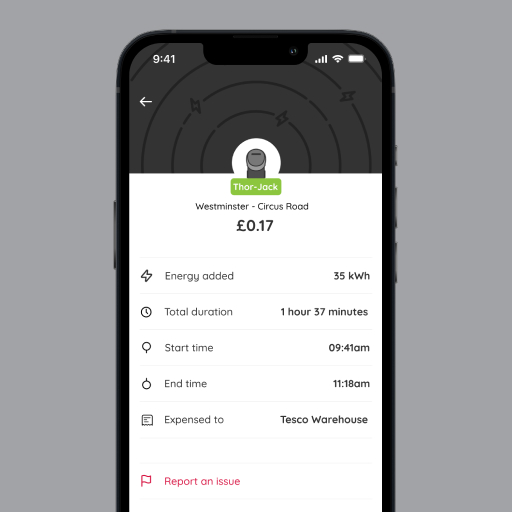 9:41
Thor-Jack
Westminster - Circus Road
£0.17
Energy added 35 kWh
Total duration 1 hour 37 minutes
Start time 09:41am
End time 11:18am
Expensed to Tesco Warehouse
Report an issue